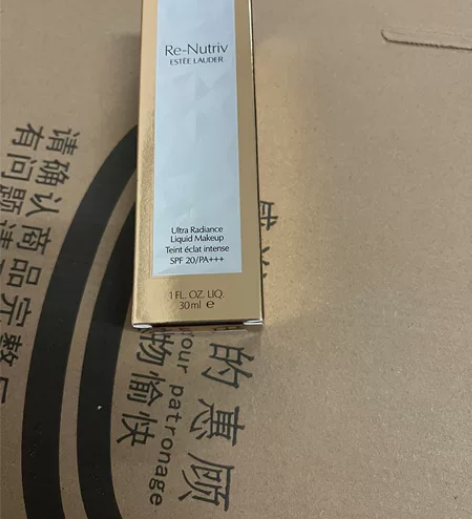 Re-Nutriv
ESTĒE LAUDER
Ultra Radiance
Liquid Makeup
Teint éclat intense
SPF 20/PA+++
1 FL. OZ. LIQ.
30ml ℮
请确认商品完整
有问题请
的惠顾
物愉快
our patronage